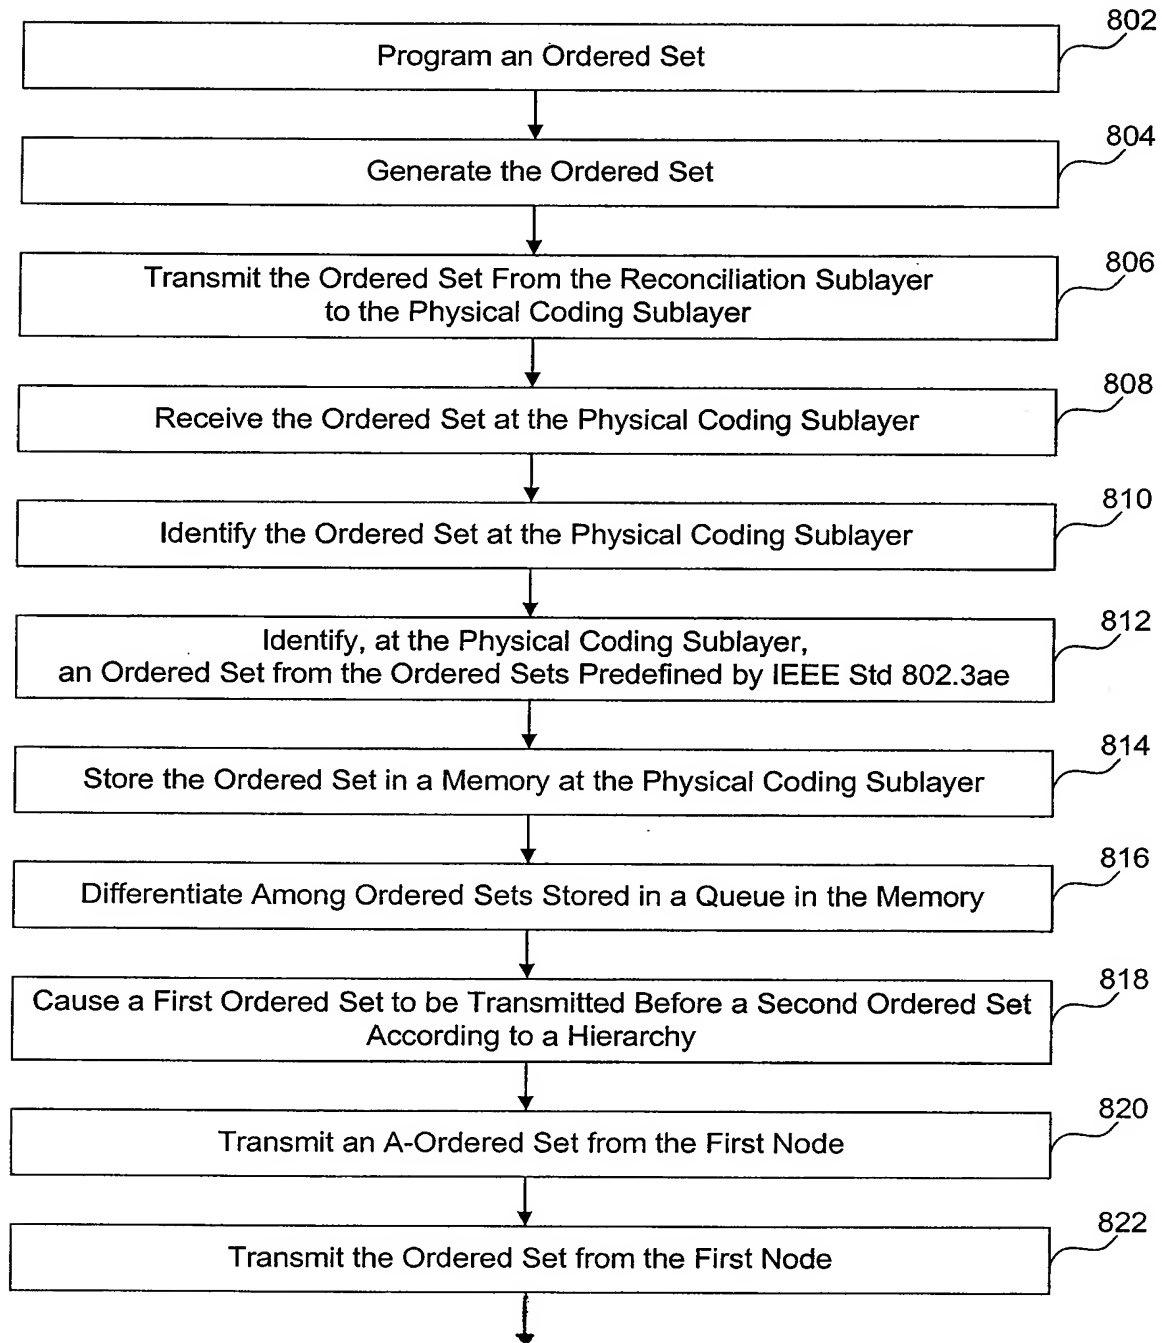 802
Program an Ordered Set
804
Generate the Ordered Set
806
Transmit the Ordered Set From the Reconciliation Sublayer
to the Physical Coding Sublayer
808
Receive the Ordered Set at the Physical Coding Sublayer
810
Identify the Ordered Set at the Physical Coding Sublayer
812
Identify, at the Physical Coding Sublayer,
an Ordered Set from the Ordered Sets Predefined by IEEE Std 802.3ae
814
Store the Ordered Set in a Memory at the Physical Coding Sublayer
816
Differentiate Among Ordered Sets Stored in a Queue in the Memory
818
Cause a First Ordered Set to be Transmitted Before a Second Ordered Set
According to a Hierarchy
820
Transmit an A-Ordered Set from the First Node
822
Transmit the Ordered Set from the First Node